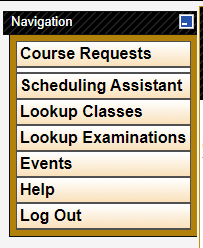 Navigation
Course Requests
Scheduling Assistant
Lookup Classes
Lookup Examinations
Events
Help
Log Out